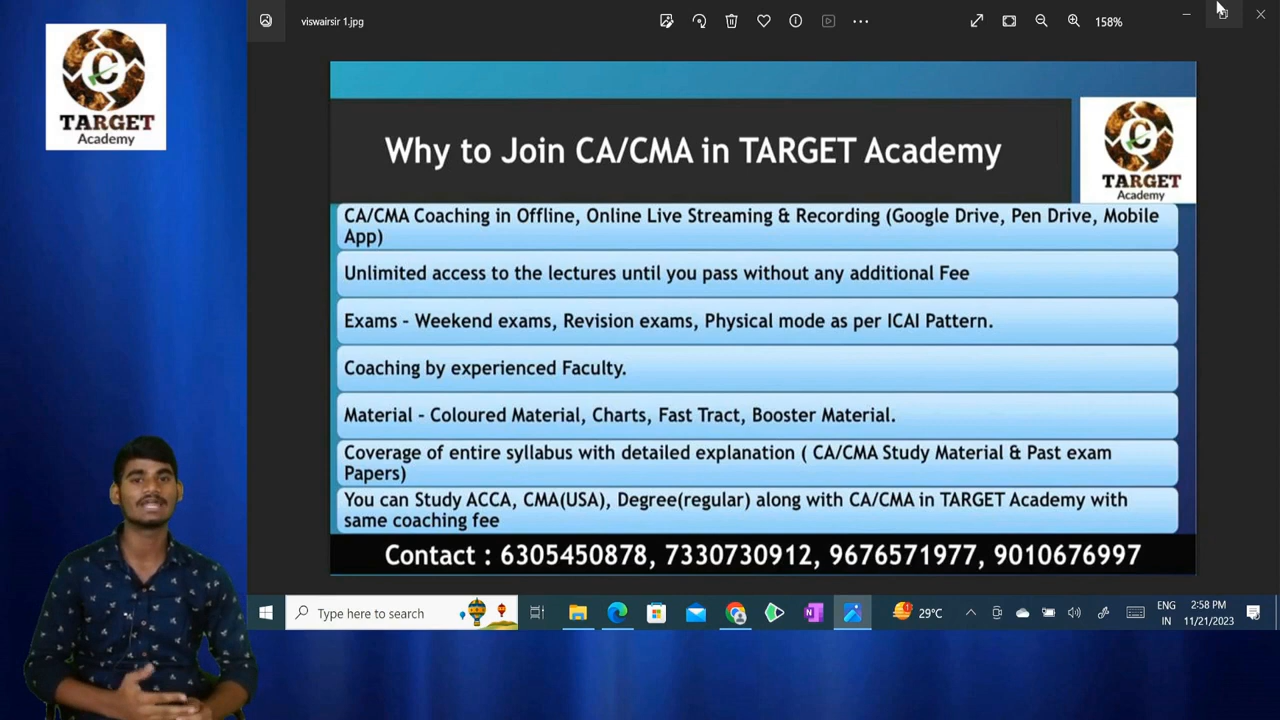 viswairsir 1.jpg
158%
C
TARGET
Academy
Why to Join CA/CMA in TARGET Academy
C
TARGET
Academy
CA/CMA Coaching in Offline, Online Live Streaming & Recording (Google Drive, Pen Drive, Mobile
App)
Unlimited access to the lectures until you pass without any additional Fee
Exams - Weekend exams, Revision exams, Physical mode as per ICAI Pattern.
Coaching by experienced Faculty.
Material - Coloured Material, Charts, Fast Tract, Booster Material.
Coverage of entire syllabus with detailed explanation ( CA/CMA Study Material & Past exam
Papers)
You can Study ACCA, CMA(USA), Degree(regular) along with CA/CMA in TARGET Academy with
same coaching fee
Contact : 6305450878, 7330730912, 9676571977, 9010676997
Type here to search
29°C
ENG
IN
2:58 PM
11/21/2023